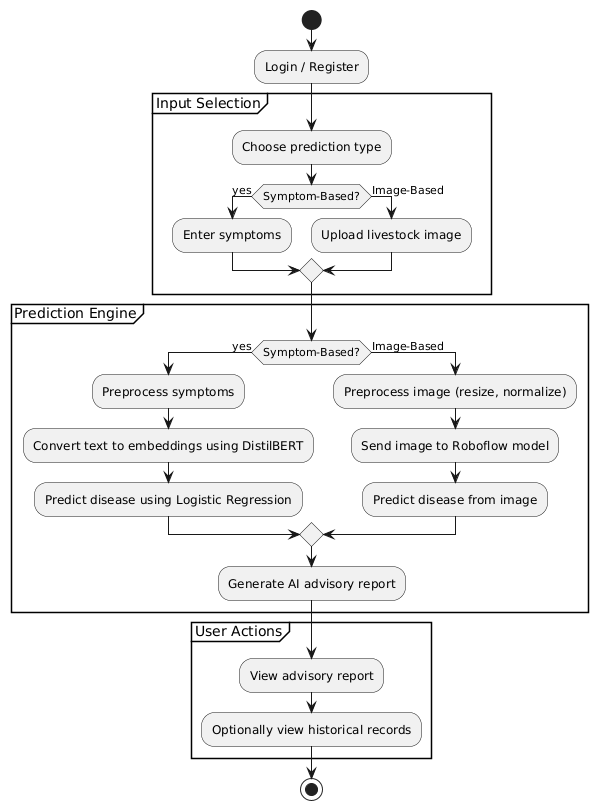 Login / Register
Input Selection
Choose prediction type
yes
Symptom-Based?
Image-Based
Enter symptoms
Upload livestock image
Prediction Engine
yes
Symptom-Based?
Image-Based
Preprocess symptoms
Preprocess image (resize, normalize)
Convert text to embeddings using DistilBERT
Send image to Roboflow model
Predict disease using Logistic Regression
Predict disease from image
Generate AI advisory report
User Actions
View advisory report
Optionally view historical records